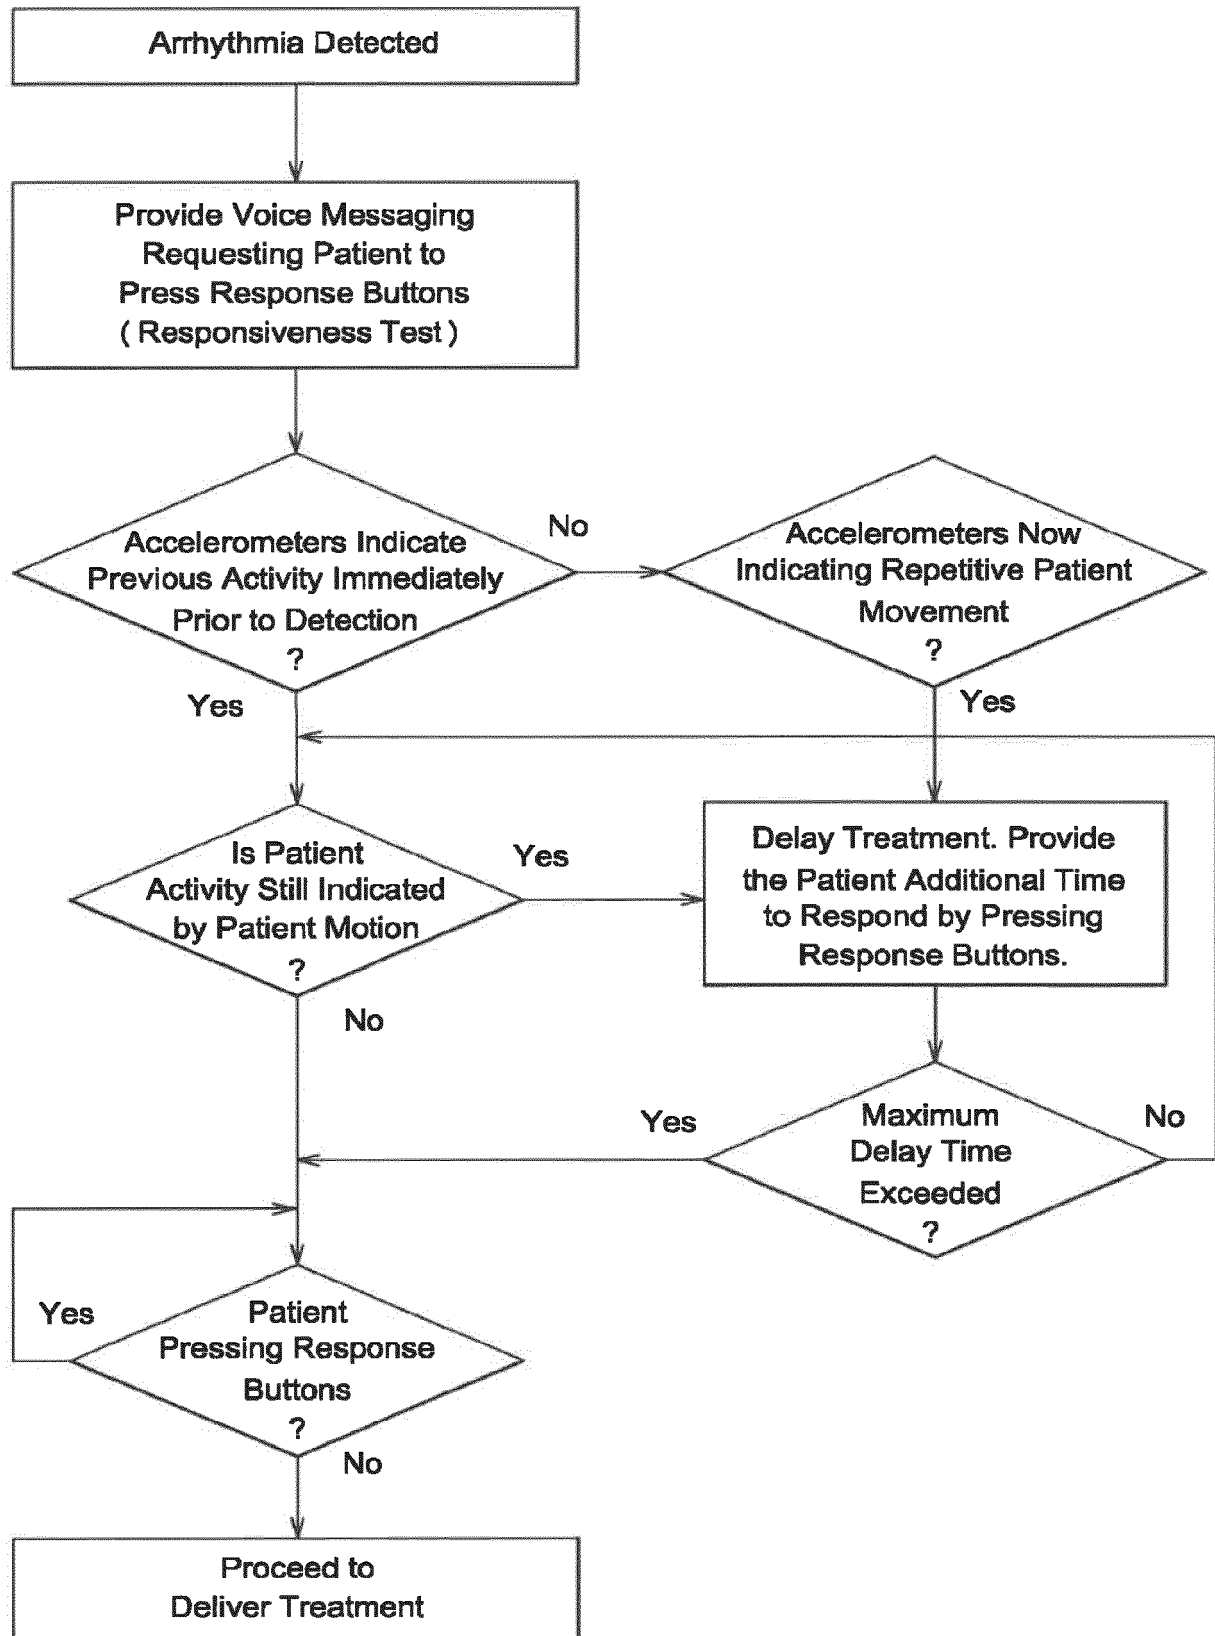 Arrhythmia Detected
Provide Voice Messaging
Requesting Patient to
Press Response Buttons
( Responsiveness Test )
Accelerometers Indicate
Previous Activity Immediately
Prior to Detection
?
No
Accelerometers Now
Indicating Repetitive Patient
Movement
?
Yes
Yes
Is Patient
Activity Still Indicated
by Patient Motion
?
Yes
No
Delay Treatment. Provide
the Patient Additional Time
to Respond by Pressing
Response Buttons.
Maximum
Delay Time
Exceeded
?
Yes
No
Patient
Pressing Response
Buttons
?
Yes
No
Proceed to
Deliver Treatment